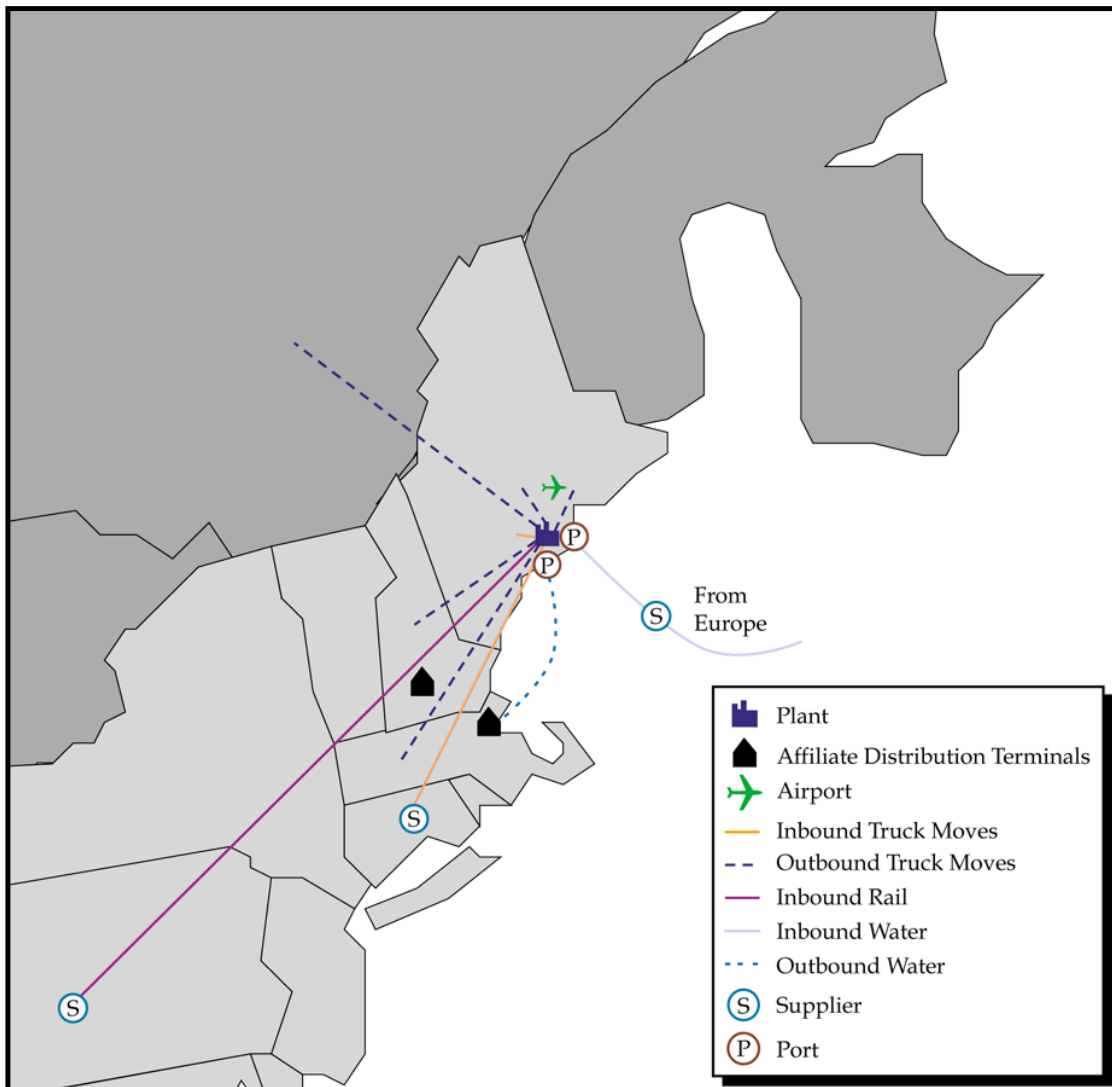 P
P
S
From
Europe
S
S
Plant
Affiliate Distribution Terminals
Airport
Inbound Truck Moves
Outbound Truck Moves
Inbound Rail
Inbound Water
Outbound Water
S Supplier
P Port